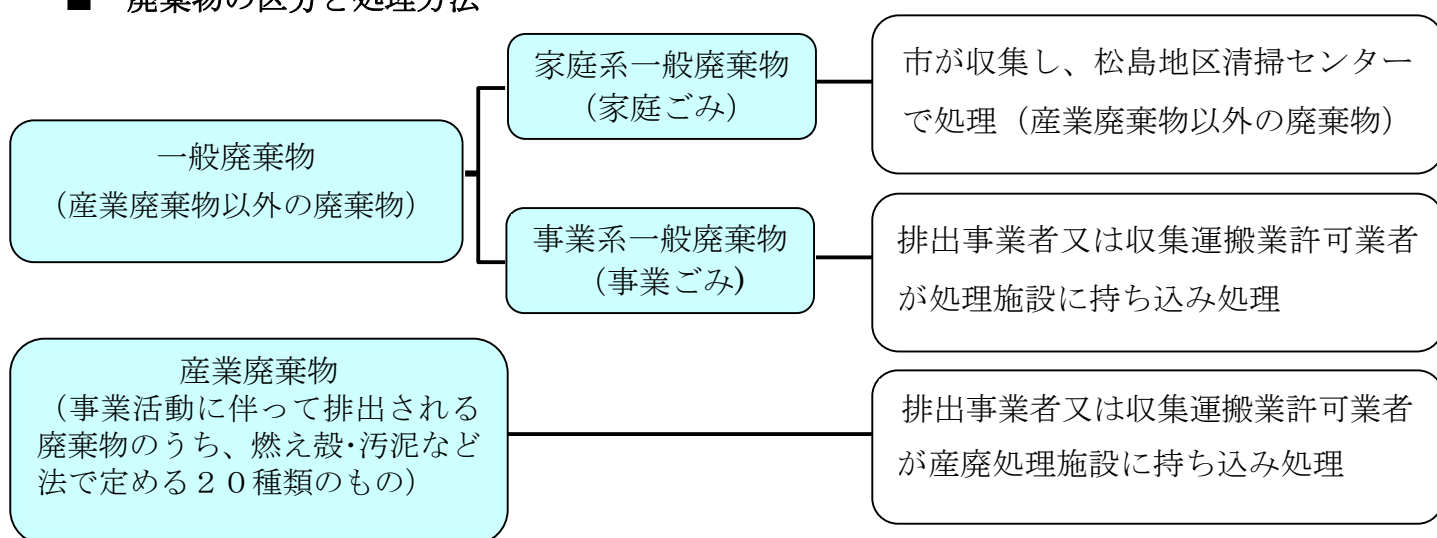 ■ 廃棄物の区分と処理方法
家庭系一般廃棄物
（家庭ごみ）
市が収集し、松島地区清掃センター
で処理（産業廃棄物以外の廃棄物）
一般廃棄物
（産業廃棄物以外の廃棄物）
事業系一般廃棄物
（事業ごみ)
排出事業者又は収集運搬業許可業者
が処理施設に持ち込み処理
産業廃棄物
（事業活動に伴って排出される
廃棄物のうち、燃え殻･汚泥など
法で定める２０種類のもの）
排出事業者又は収集運搬業許可業者
が産廃処理施設に持ち込み処理